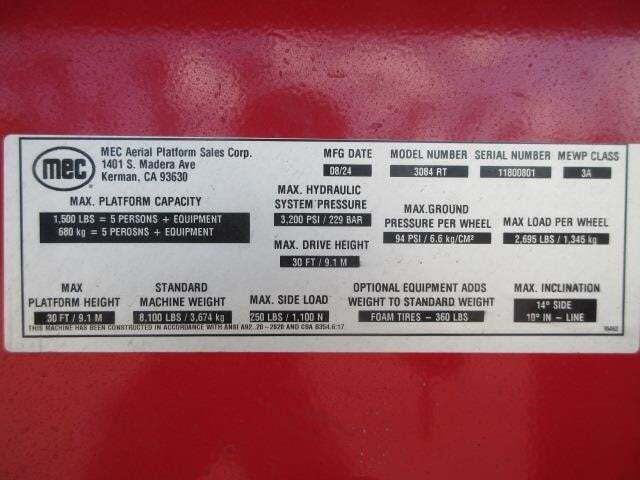 mec
MEC Aerial Platform Sales Corp.
1401 S. Madera Ave
Kerman, CA 93630
MFG DATE
08/24
MODEL NUMBER
3084 RT
SERIAL NUMBER
11800801
MEWP CLASS
3A
MAX. PLATFORM CAPACITY
1,500 LBS = 5 PERSONS + EQUIPMENT
680 kg = 5 PEROSNS + EQUIPMENT
MAX. HYDRAULIC
SYSTEM PRESSURE
3,200 PSI / 229 BAR
MAX. DRIVE HEIGHT
30 FT / 9.1 M
MAX.GROUND
PRESSURE PER WHEEL
94 PSI / 6.6 kg/CM²
MAX LOAD PER WHEEL
2,695 LBS / 1,345 kg
MAX
PLATFORM HEIGHT
30 FT / 9.1 M
STANDARD
MACHINE WEIGHT
8,100 LBS / 3,674 kg
MAX. SIDE LOAD
250 LBS / 1,100 N
OPTIONAL EQUIPMENT ADDS
WEIGHT TO STANDARD WEIGHT
FOAM TIRES - 360 LBS
MAX. INCLINATION
14° SIDE
10° IN - LINE
THIS MACHINE HAS BEEN CONSTRUCTED IN ACCORDANCE WITH ANSI A92.20-2020 AND CSA B354.6:17